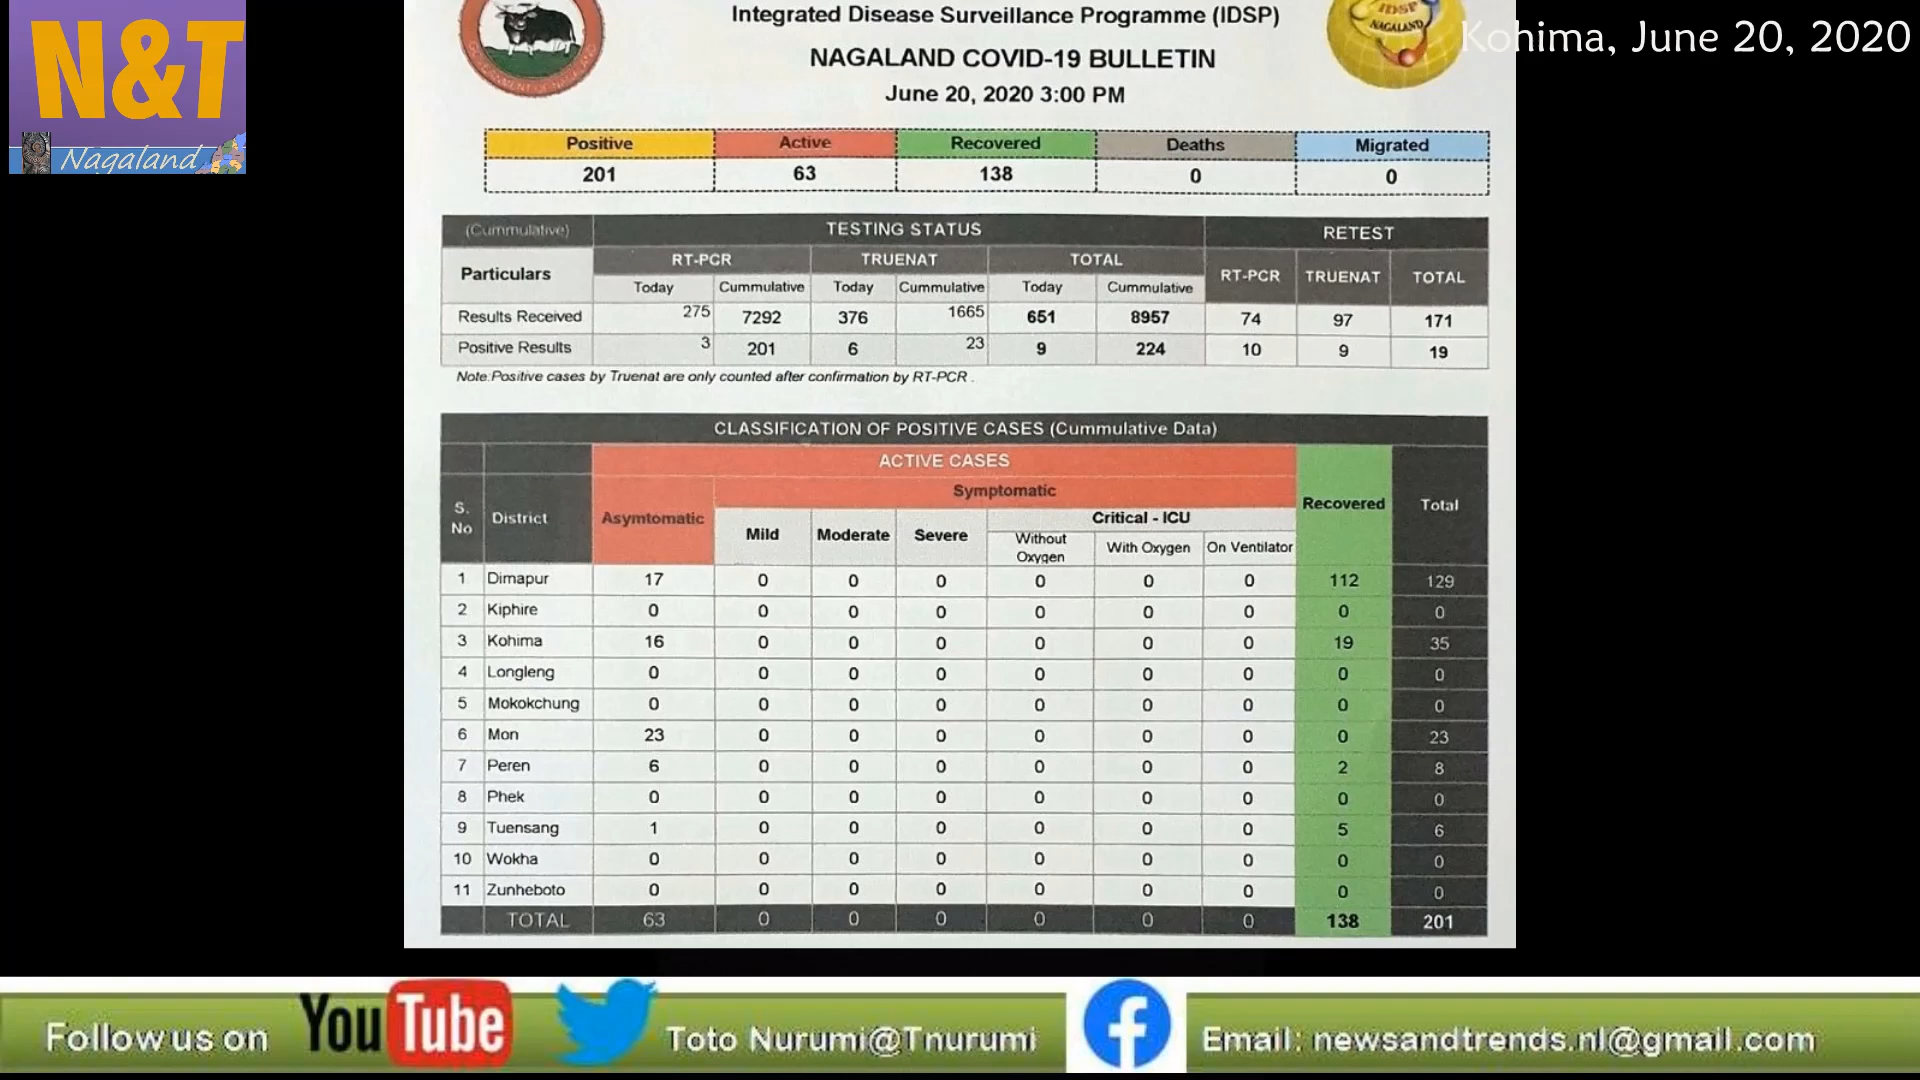 N&T
Nagaland
Kohima, June 20, 2020
Integrated Disease Surveillance Programme (IDSP)
NAGALAND COVID-19 BULLETIN
June 20, 2020 3:00 PM
IDSP
NAGALAND
Positive Active Recovered Deaths Migrated
201 63 138 0 0
(Cummulative) TESTING STATUS RETEST
Particulars RT-PCR TRUENAT TOTAL RT-PCR TRUENAT TOTAL
Today Cummulative Today Cummulative Today Cummulative
Results Received 275 7292 376 1665 651 8957 74 97 171
Positive Results 3 201 6 23 9 224 10 9 19
Note:Positive cases by Truenat are only counted after confirmation by RT-PCR .
CLASSIFICATION OF POSITIVE CASES (Cummulative Data)
ACTIVE CASES
S. No District Asymtomatic Symptomatic Recovered Total
Mild Moderate Severe Critical - ICU
Without Oxygen With Oxygen On Ventilator
1 Dimapur 17 0 0 0 0 0 0 112 129
2 Kiphire 0 0 0 0 0 0 0 0 0
3 Kohima 16 0 0 0 0 0 0 19 35
4 Longleng 0 0 0 0 0 0 0 0 0
5 Mokokchung 0 0 0 0 0 0 0 0 0
6 Mon 23 0 0 0 0 0 0 0 23
7 Peren 6 0 0 0 0 0 0 2 8
8 Phek 0 0 0 0 0 0 0 0 0
9 Tuensang 1 0 0 0 0 0 0 5 6
10 Wokha 0 0 0 0 0 0 0 0 0
11 Zunheboto 0 0 0 0 0 0 0 0 0
TOTAL 63 0 0 0 0 0 0 138 201
Follow us on YouTube Toto Nurumi@Tnurumi f Email: newsandtrends.nl@gmail.com